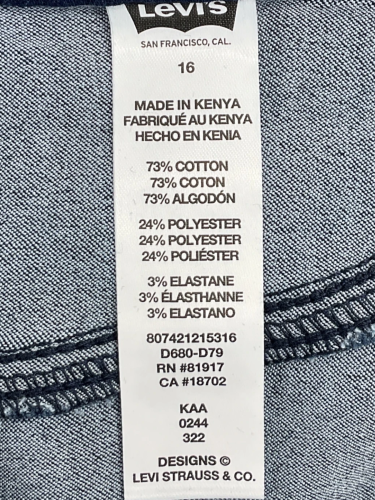 Levi's
SAN FRANCISCO, CAL.
16
MADE IN KENYA
FABRIQUÉ AU KENYA
HECHO EN KENIA
73% COTTON
73% COTON
73% ALGODÓN
24% POLYESTER
24% POLYESTER
24% POLIÉSTER
3% ELASTANE
3% ÉLASTHANNE
3% ELASTANO
807421215316
D680-D79
RN #81917
CA #18702
KAA
0244
322
DESIGNS ©
LEVI STRAUSS & CO.